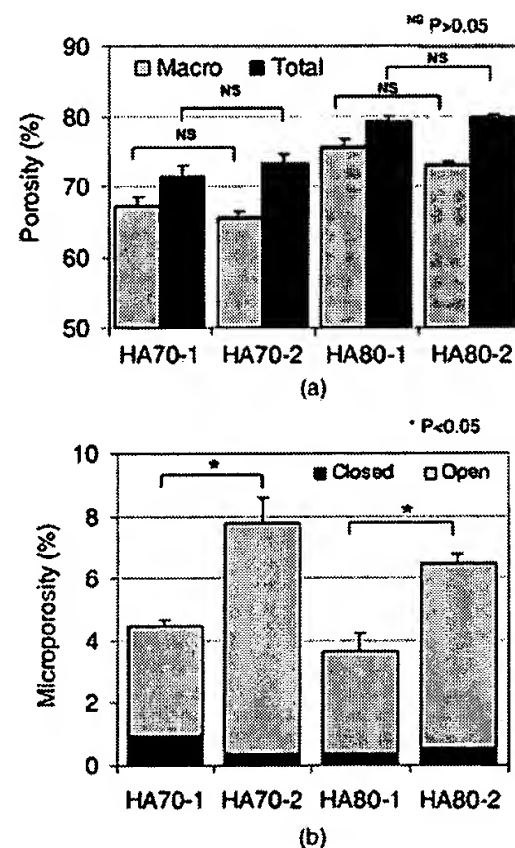 NS P>0.05
90
Macro Total
NS
NS
80
NS
NS
70
60
50
Porosity (%)
HA70-1 HA70-2 HA80-1 HA80-2
(a)
* P<0.05
10
Closed Open
*
*
8
6
4
2
0
Microporosity (%)
HA70-1 HA70-2 HA80-1 HA80-2
(b)